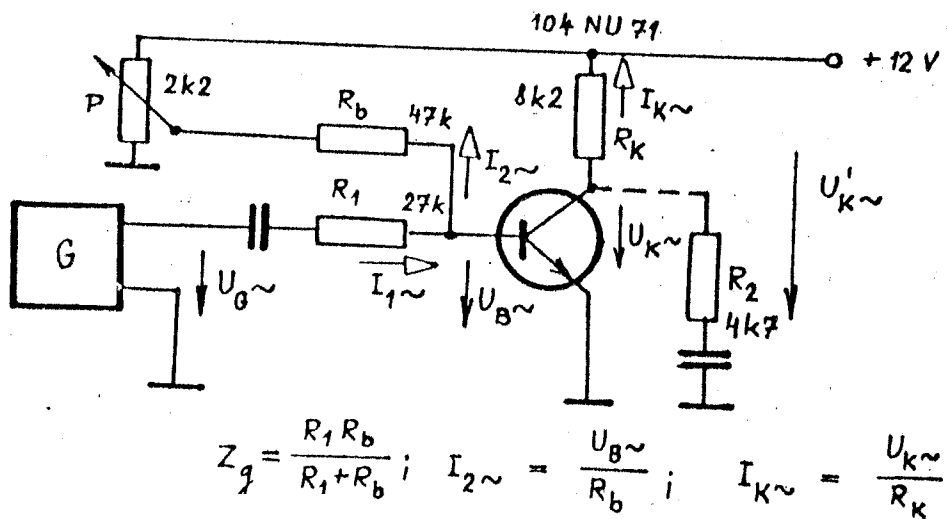 104 NU 71
+ 12 V
P
2k2
R_b
47k
8k2
R_K
I_K~
I_2~
U'_K~
R_1
27k
G
U_G~
I_1~
U_B~
U_K~
R_2
4k7
Z_g = R_1 R_b / R_1 + R_b ; I_2~ = U_B~ / R_b ; I_K~ = U_K~ / R_K